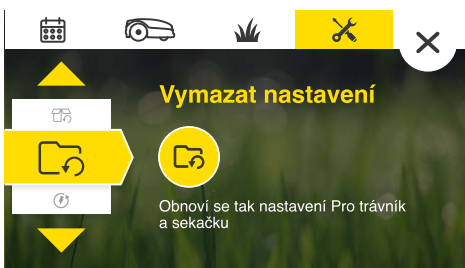 Vymazat nastavení
Obnoví se tak nastavení Pro trávník
a sekačku